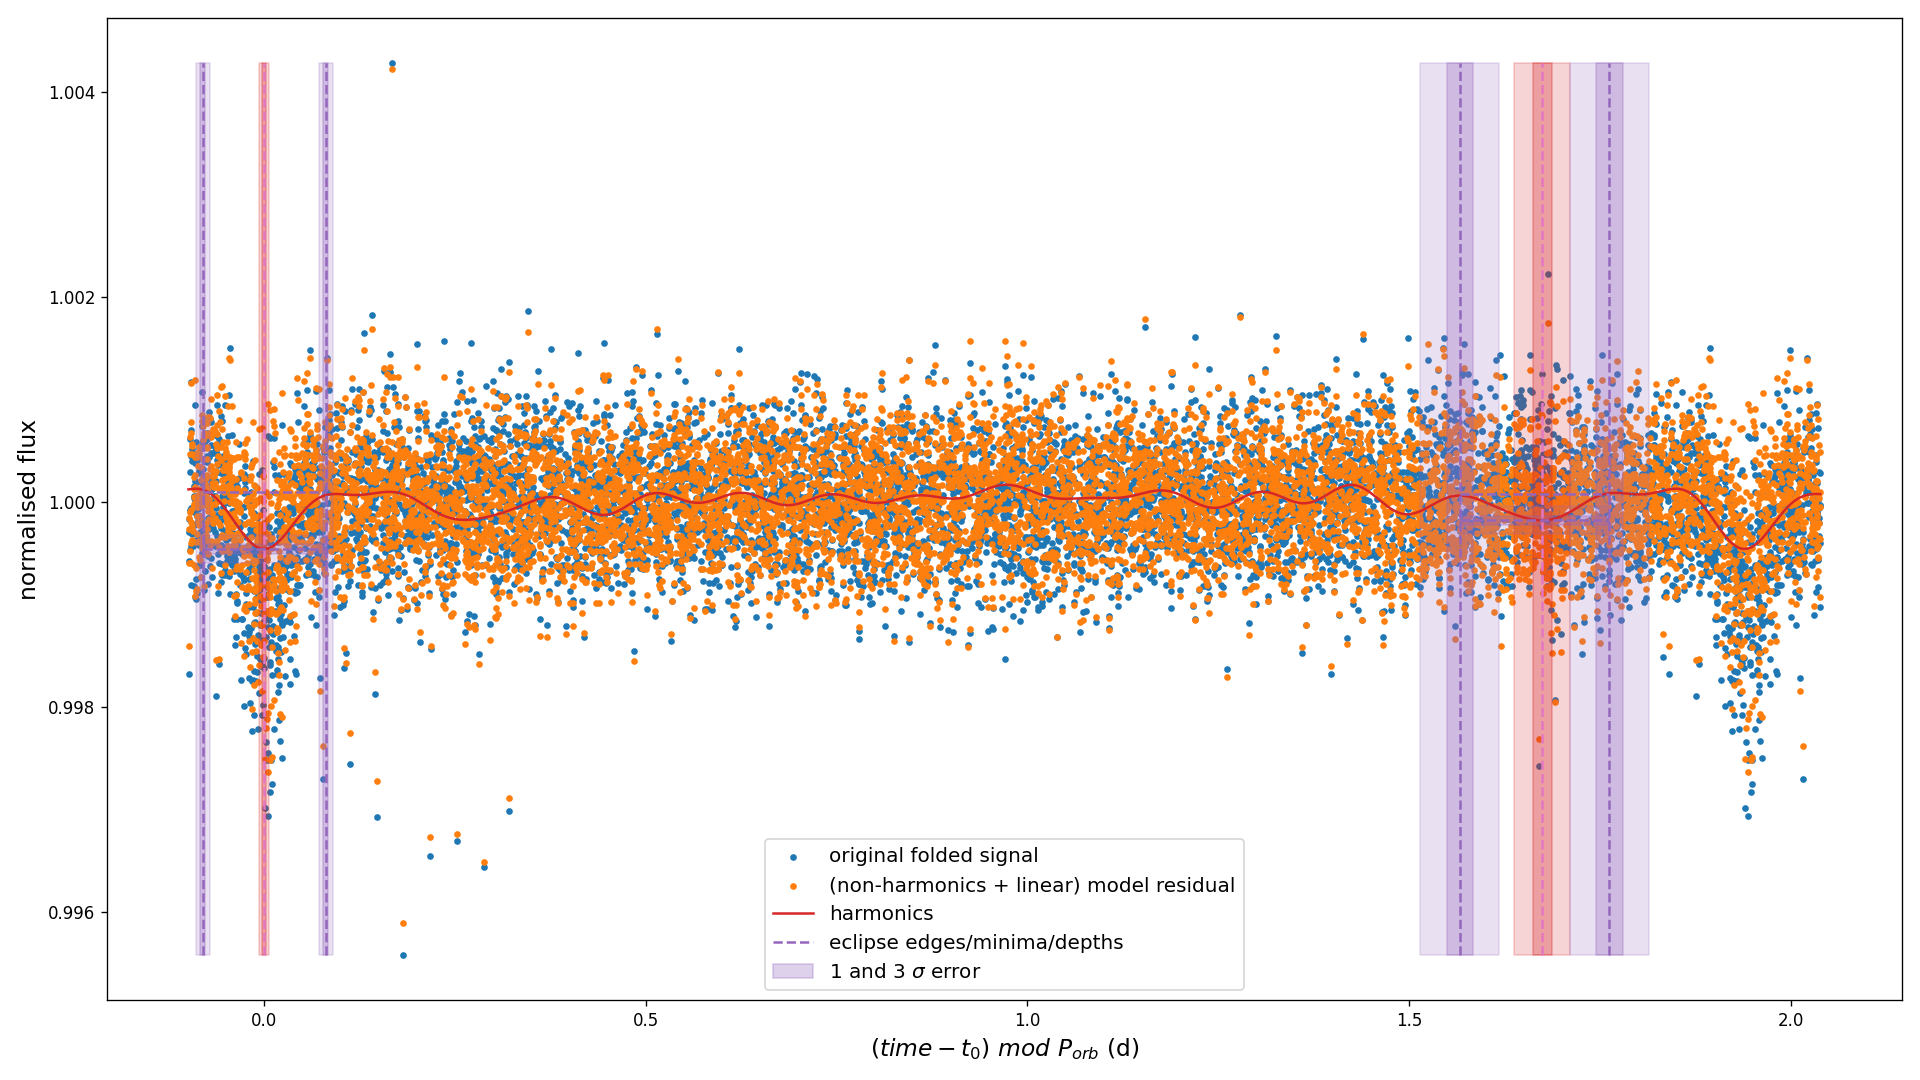 normalised flux
1.004
1.002
1.000
0.998
0.996
0.0
0.5
1.0
1.5
2.0
(time − t₀) mod P_orb (d)
original folded signal
(non-harmonics + linear) model residual
harmonics
eclipse edges/minima/depths
1 and 3 σ error